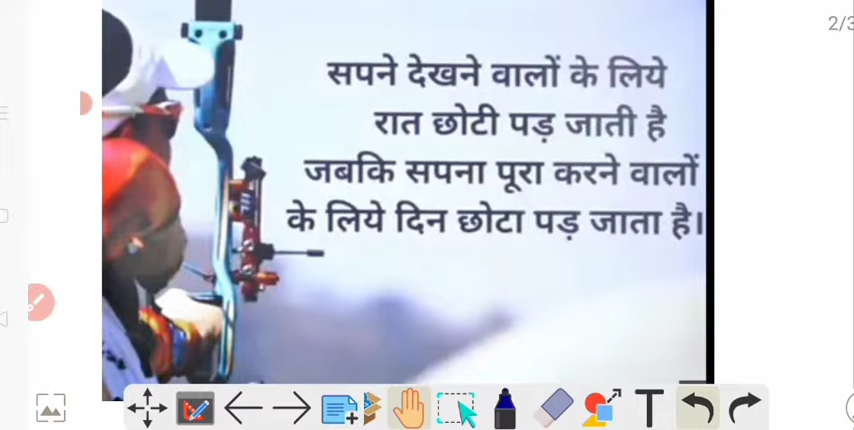 2/3
सपने देखने वालों के लिये
रात छोटी पड़ जाती है
जबकि सपना पूरा करने वालों
के लिये दिन छोटा पड़ जाता है।
T